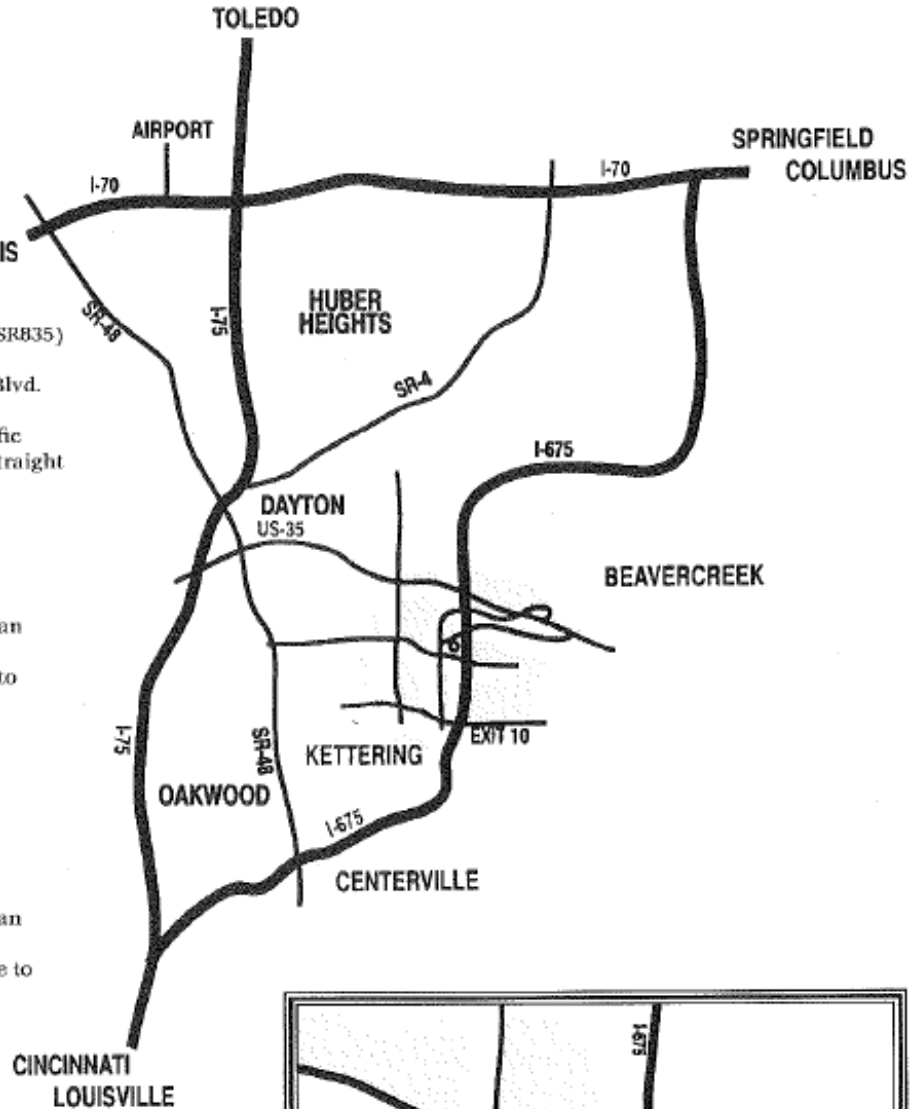 TOLEDO
AIRPORT
SPRINGFIELD
COLUMBUS
I-70
I-70
IS
SR-48
I-75
HUBER
HEIGHTS
SR835)
Blvd.
SR-4
fic
traight
I-675
DAYTON
US-35
BEAVERCREEK
an
to
I-75
SR-48
KETTERING
EXIT 10
OAKWOOD
I-675
CENTERVILLE
an
e to
I-675
CINCINNATI
LOUISVILLE